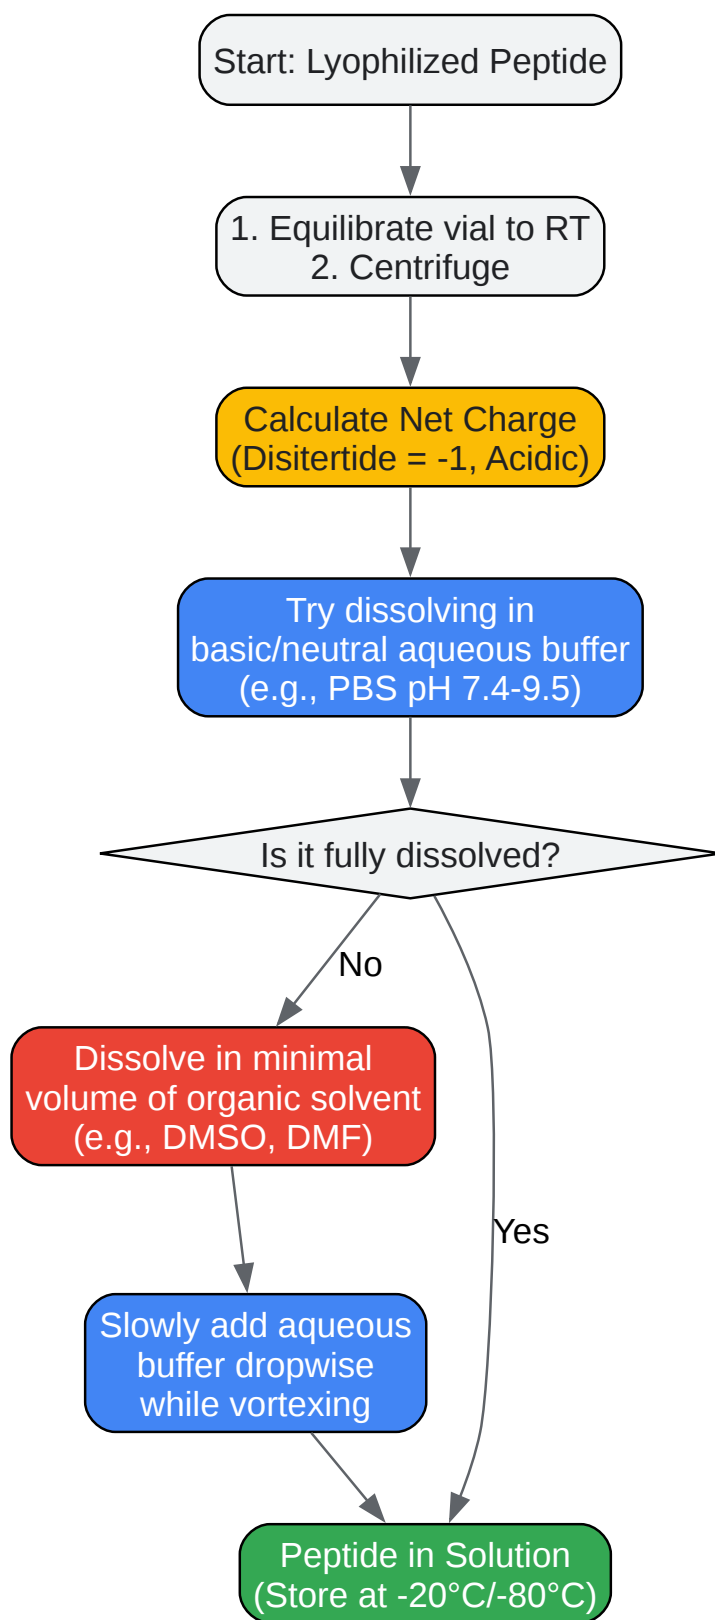 Start: Lyophilized Peptide
1. Equilibrate vial to RT
2. Centrifuge
Calculate Net Charge
(Disitertide = -1, Acidic)
Try dissolving in
basic/neutral aqueous buffer
(e.g., PBS pH 7.4-9.5)
Is it fully dissolved?
No
Dissolve in minimal
volume of organic solvent
(e.g., DMSO, DMF)
Yes
Slowly add aqueous
buffer dropwise
while vortexing
Peptide in Solution
(Store at -20°C/-80°C)